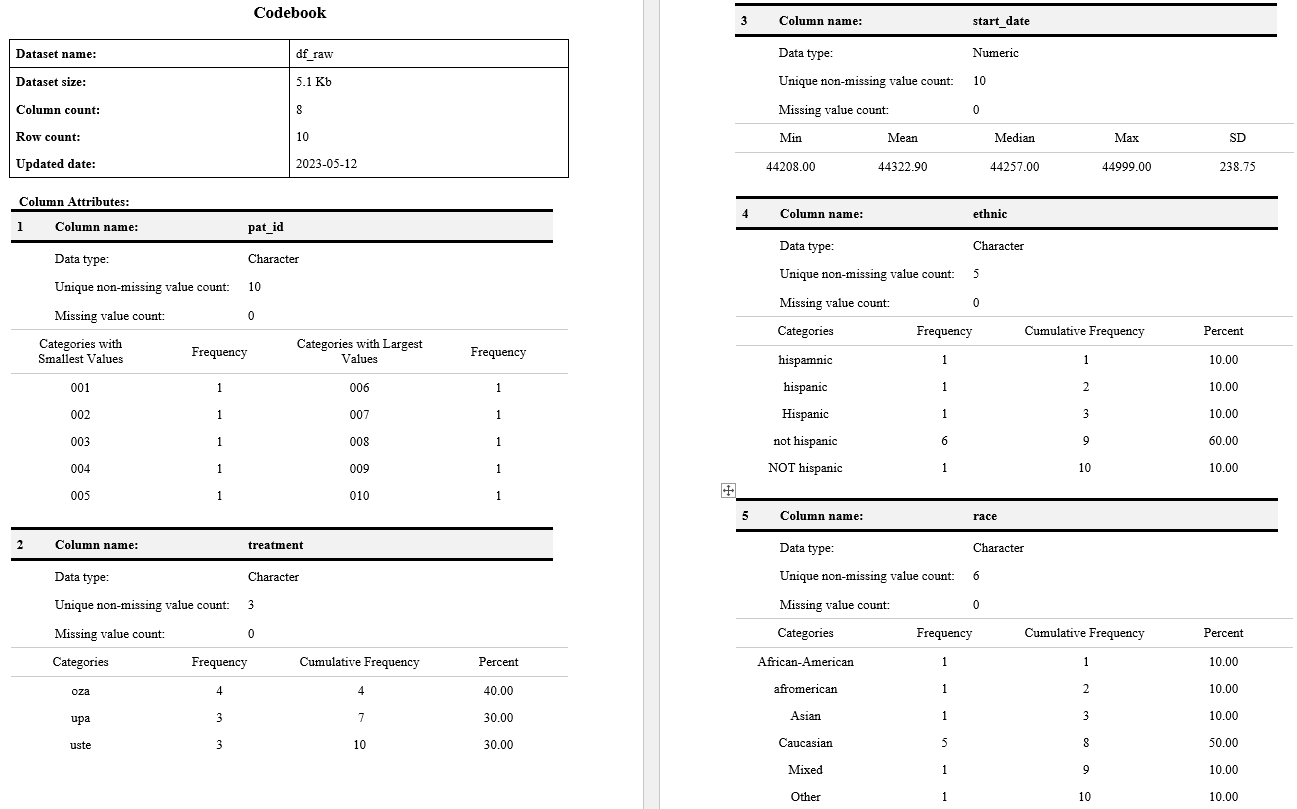 Codebook
Dataset name: df_raw
Dataset size: 5.1 Kb
Column count: 8
Row count: 10
Updated date: 2023-05-12
Column Attributes:
1 Column name: pat_id
Data type: Character
Unique non-missing value count: 10
Missing value count: 0
Categories with Smallest Values Frequency Categories with Largest Values Frequency
001 1 006 1
002 1 007 1
003 1 008 1
004 1 009 1
005 1 010 1
2 Column name: treatment
Data type: Character
Unique non-missing value count: 3
Missing value count: 0
Categories Frequency Cumulative Frequency Percent
oza 4 4 40.00
upa 3 7 30.00
uste 3 10 30.00
3 Column name: start_date
Data type: Numeric
Unique non-missing value count: 10
Missing value count: 0
Min Mean Median Max SD
44208.00 44322.90 44257.00 44999.00 238.75
4 Column name: ethnic
Data type: Character
Unique non-missing value count: 5
Missing value count: 0
Categories Frequency Cumulative Frequency Percent
hispamnic 1 1 10.00
hispanic 1 2 10.00
Hispanic 1 3 10.00
not hispanic 6 9 60.00
NOT hispanic 1 10 10.00
5 Column name: race
Data type: Character
Unique non-missing value count: 6
Missing value count: 0
Categories Frequency Cumulative Frequency Percent
African-American 1 1 10.00
afromerican 1 2 10.00
Asian 1 3 10.00
Caucasian 5 8 50.00
Mixed 1 9 10.00
Other 1 10 10.00